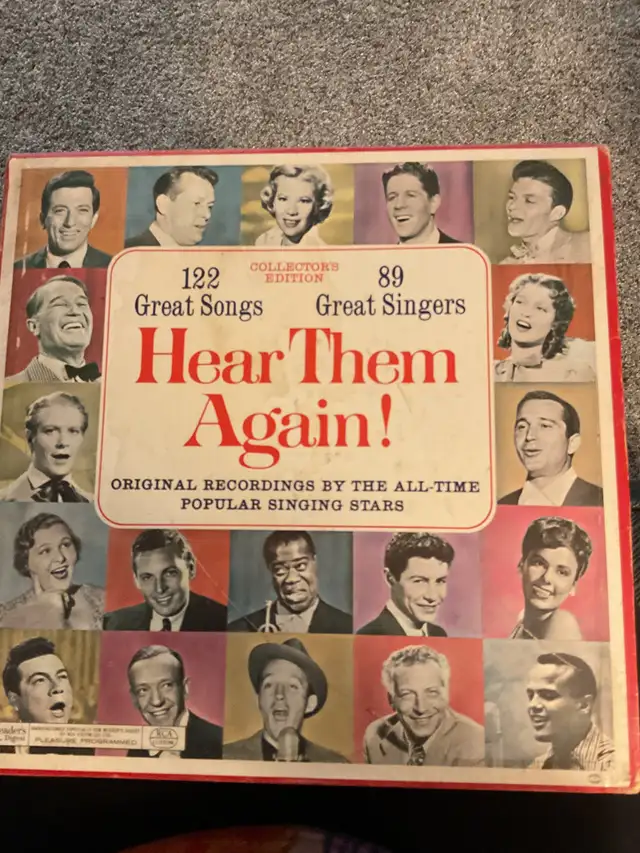 COLLECTOR'S
EDITION
122
Great Songs
89
Great Singers
Hear Them
Again!
ORIGINAL RECORDINGS BY THE ALL-TIME
POPULAR SINGING STARS
PLEASURE PROGRAMMED
RCA